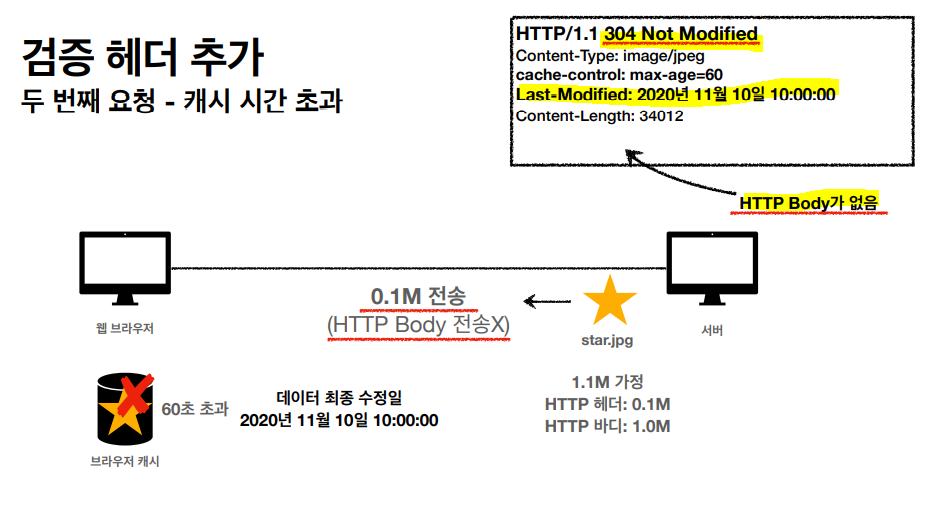 검증 헤더 추가
두 번째 요청 - 캐시 시간 초과
HTTP/1.1 304 Not Modified
Content-Type: image/jpeg
cache-control: max-age=60
Last-Modified: 2020년 11월 10일 10:00:00
Content-Length: 34012
HTTP Body가 없음
0.1M 전송
(HTTP Body 전송X)
웹 브라우저
star.jpg
서버
60초 초과
브라우저 캐시
데이터 최종 수정일
2020년 11월 10일 10:00:00
1.1M 가정
HTTP 헤더: 0.1M
HTTP 바디: 1.0M